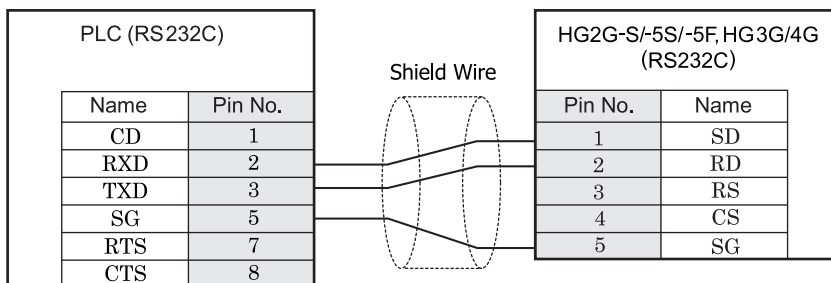 PLC (RS232C)
HG2G-S/-5S/-5F, HG3G/4G
(RS232C)
Shield Wire
Name Pin No.
CD 1
RXD 2
TXD 3
SG 5
RTS 7
CTS 8
Pin No. Name
1 SD
2 RD
3 RS
4 CS
5 SG